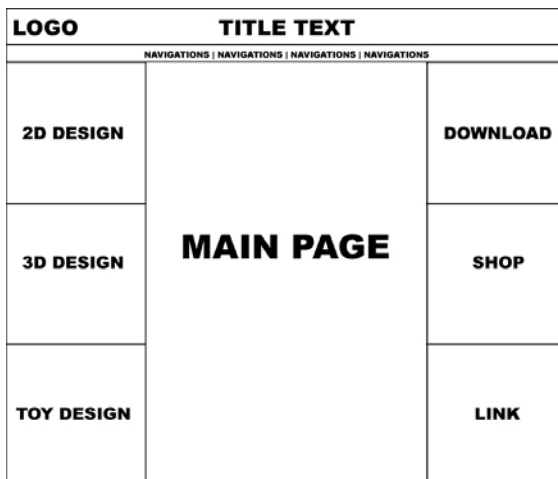 LOGO
TITLE TEXT
NAVIGATIONS | NAVIGATIONS | NAVIGATIONS | NAVIGATIONS
2D DESIGN
3D DESIGN
TOY DESIGN
MAIN PAGE
DOWNLOAD
SHOP
LINK